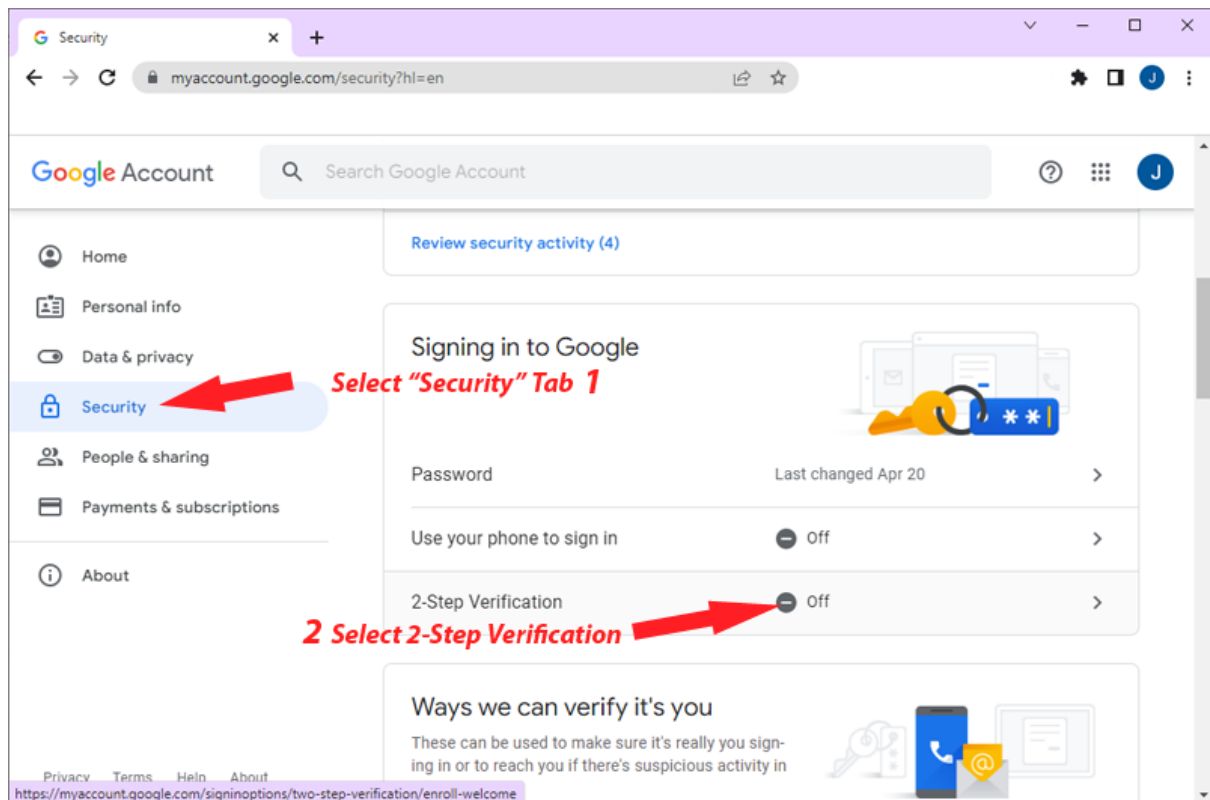 Security
myaccount.google.com/security?hl=en
J
Google Account
Search Google Account
J
Home
Personal info
Data & privacy
Security
People & sharing
Payments & subscriptions
About
Review security activity (4)
Signing in to Google
Select “Security” Tab 1
**
Password Last changed Apr 20
Use your phone to sign in Off
2-Step Verification Off
2 Select 2-Step Verification
Ways we can verify it's you
These can be used to make sure it's really you sign-
ing in or to reach you if there's suspicious activity in
@
Privacy Terms Help About
https://myaccount.google.com/signinoptions/two-step-verification/enroll-welcome